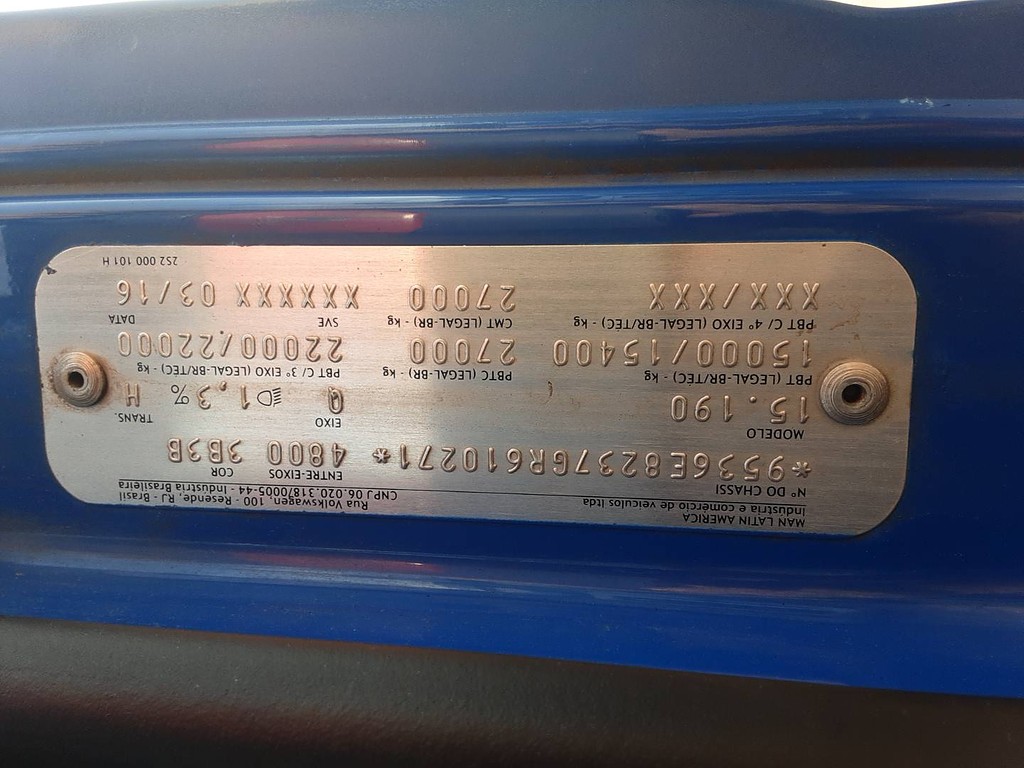 MAN LATIN AMERICA
Indústria e comércio de veículos ltda
Rua Volkswagen, 100 - Resende, RJ - Brasil
CNPJ 06.020.318/0005-44 - Indústria Brasileira
Nº DO CHASSI ENTRE-EIXOS COR
*9536E8237GR610271* 4800 3B3B
MODELO EIXO TRANS.
15.190 Q 1,3% H
PBT (LEGAL-BR/TÉC) - kg PBTC (LEGAL-BR) - kg PBT C/ 3º EIXO (LEGAL-BR/TÉC) - kg
15000/15400 27000 22000/22000
PBT C/ 4º EIXO (LEGAL-BR/TÉC) - kg CMT (LEGAL-BR) - kg SVE DATA
XXX/XXX 27000 XXXXX 03/16
2S2 000 101 H